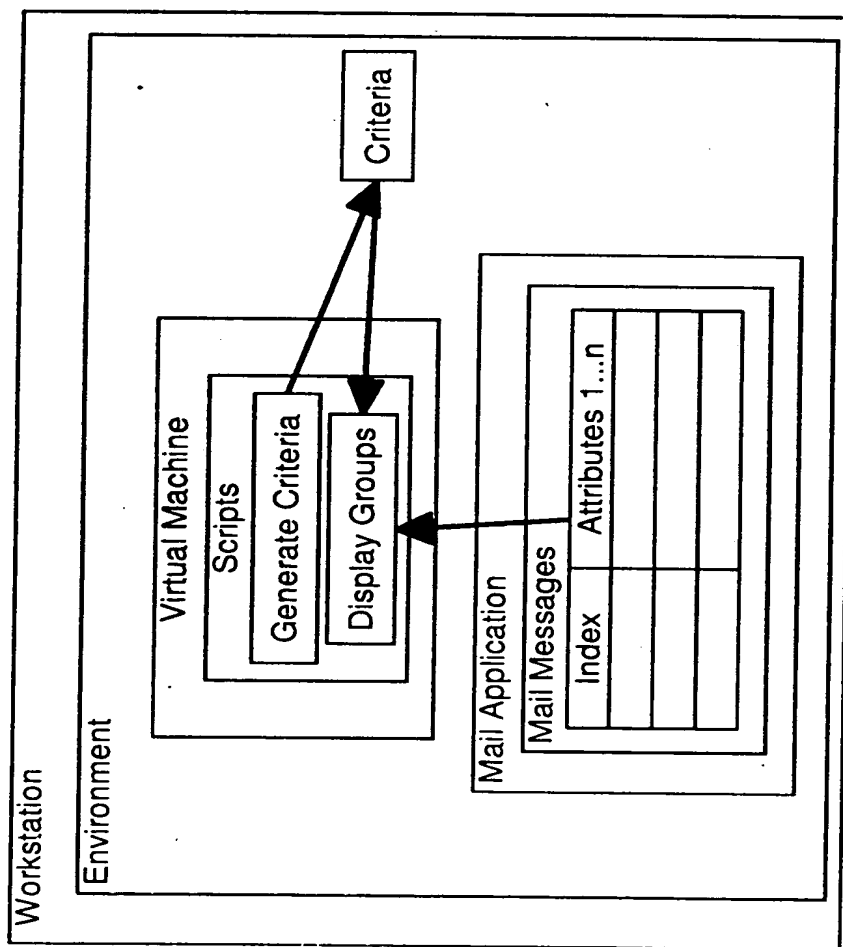 Workstation
Environment
Virtual Machine
Scripts
Generate Criteria
Display Groups
Criteria
Mail Application
Mail Messages
Index
Attributes 1...n